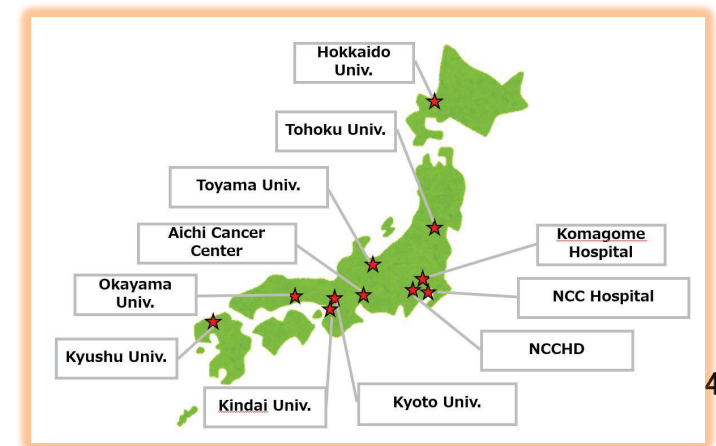 Hokkaido
Univ.
Tohoku Univ.
Toyama Univ.
Aichi Cancer
Center
Komagome
Hospital
Okayama
Univ.
NCC Hospital
NCCHD
Kyushu Univ.
Kindai Univ.
Kyoto Univ.
4